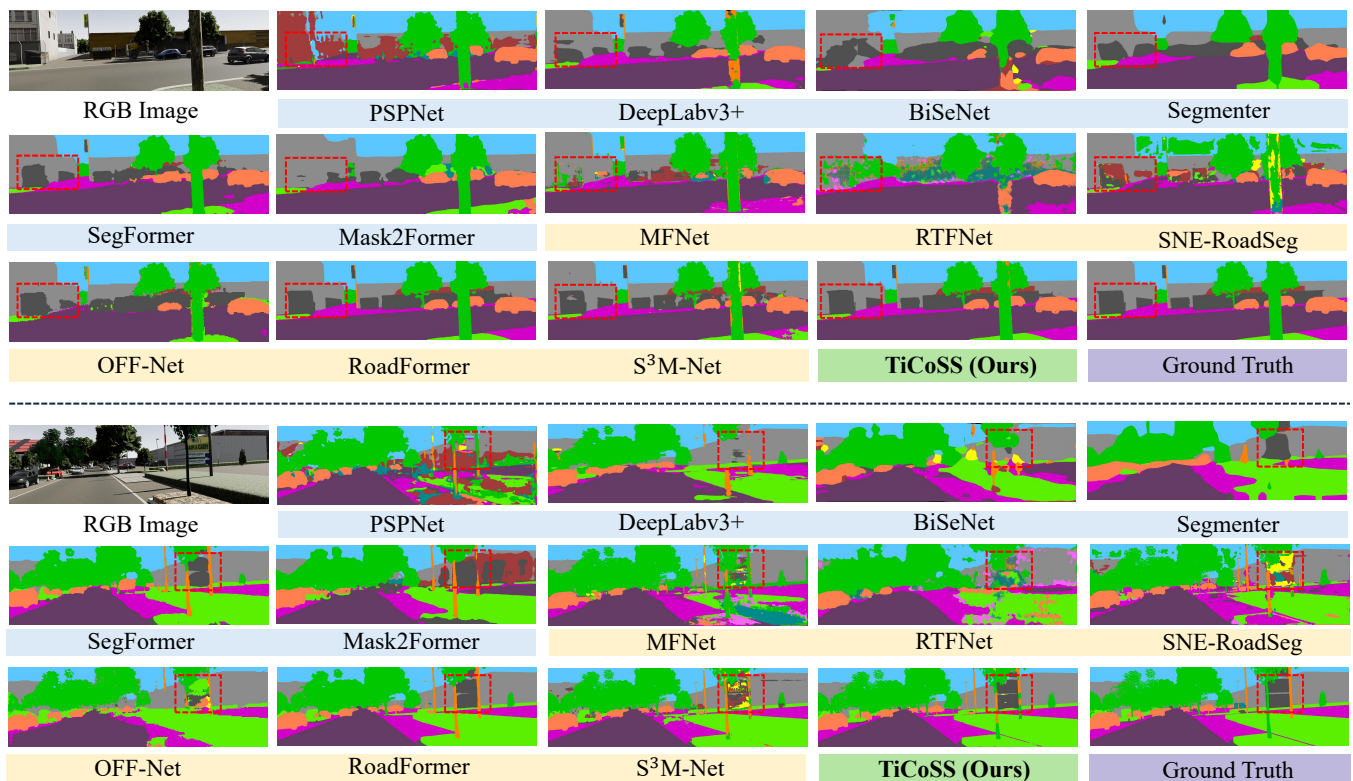 RGB Image PSPNet DeepLabv3+ BiSeNet Segmenter
SegFormer Mask2Former MFNet RTFNet SNE-RoadSeg
OFF-Net RoadFormer S³M-Net TiCoSS (Ours) Ground Truth
RGB Image PSPNet DeepLabv3+ BiSeNet Segmenter
SegFormer Mask2Former MFNet RTFNet SNE-RoadSeg
OFF-Net RoadFormer S³M-Net TiCoSS (Ours) Ground Truth